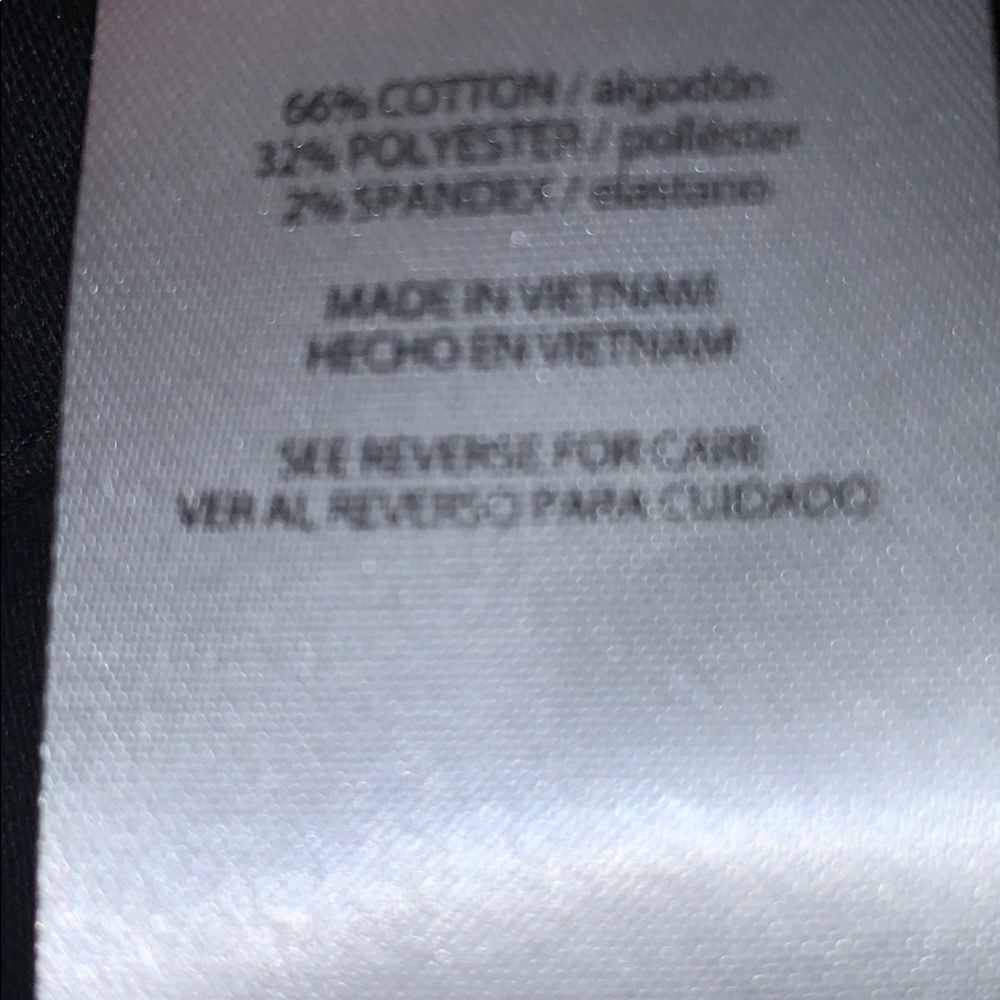 66% COTTON / algodón
32% POLYESTER / poliéster
2% SPANDEX / elastano
MADE IN VIETNAM
HECHO EN VIETNAM
SEE REVERSE FOR CARE
VER AL REVERSO PARA CUIDADO